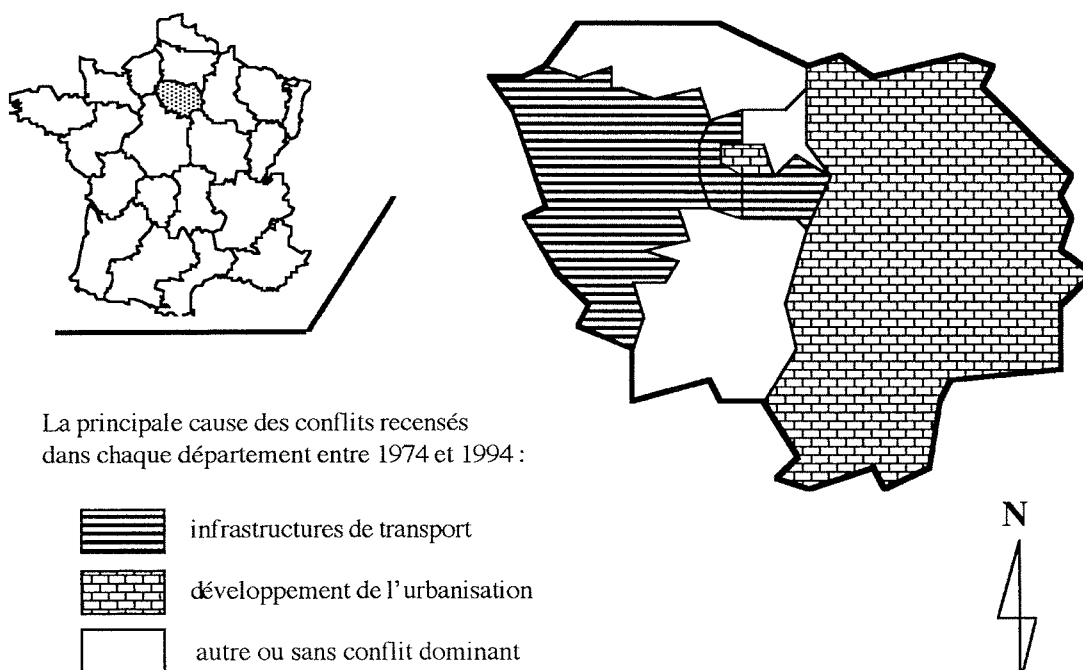 La principale cause des conflits recensés
dans chaque département entre 1974 et 1994 :
infrastructures de transport
développement de l'urbanisation
autre ou sans conflit dominant
N